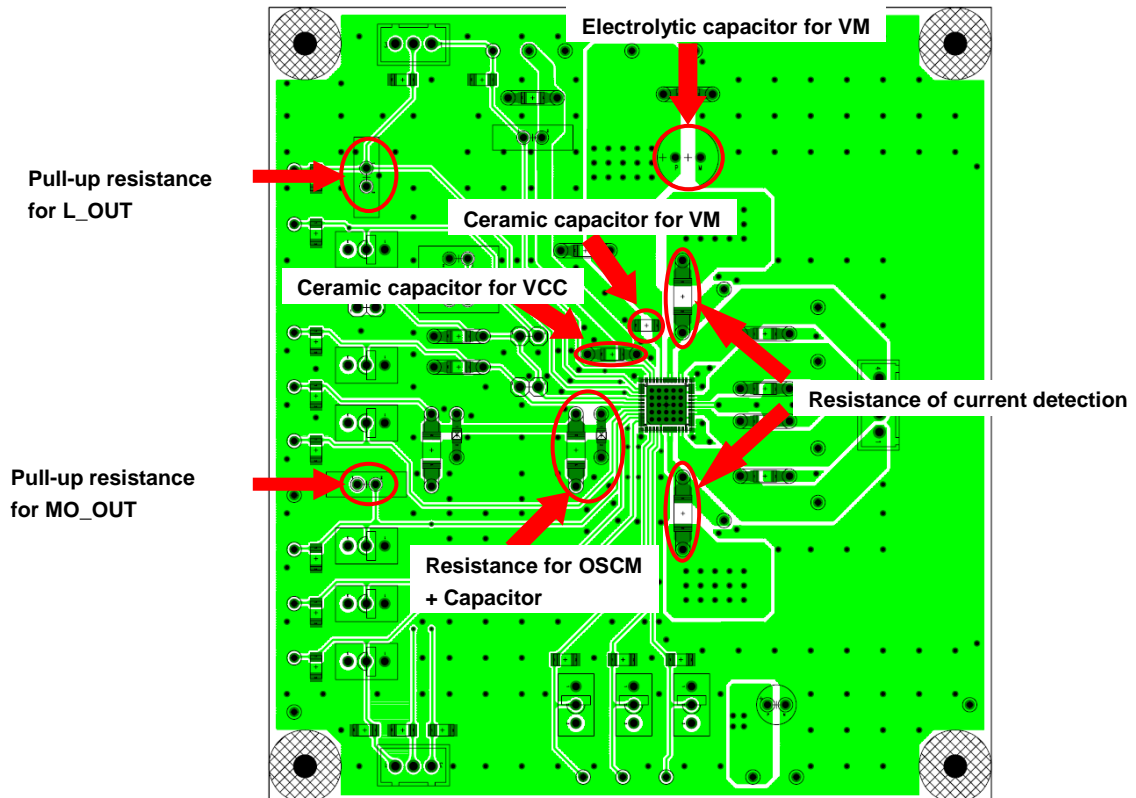 Electrolytic capacitor for VM
Pull-up resistance
for L_OUT
Ceramic capacitor for VM
Ceramic capacitor for VCC
Resistance of current detection
Pull-up resistance
for MO_OUT
Resistance for OSCM
+ Capacitor